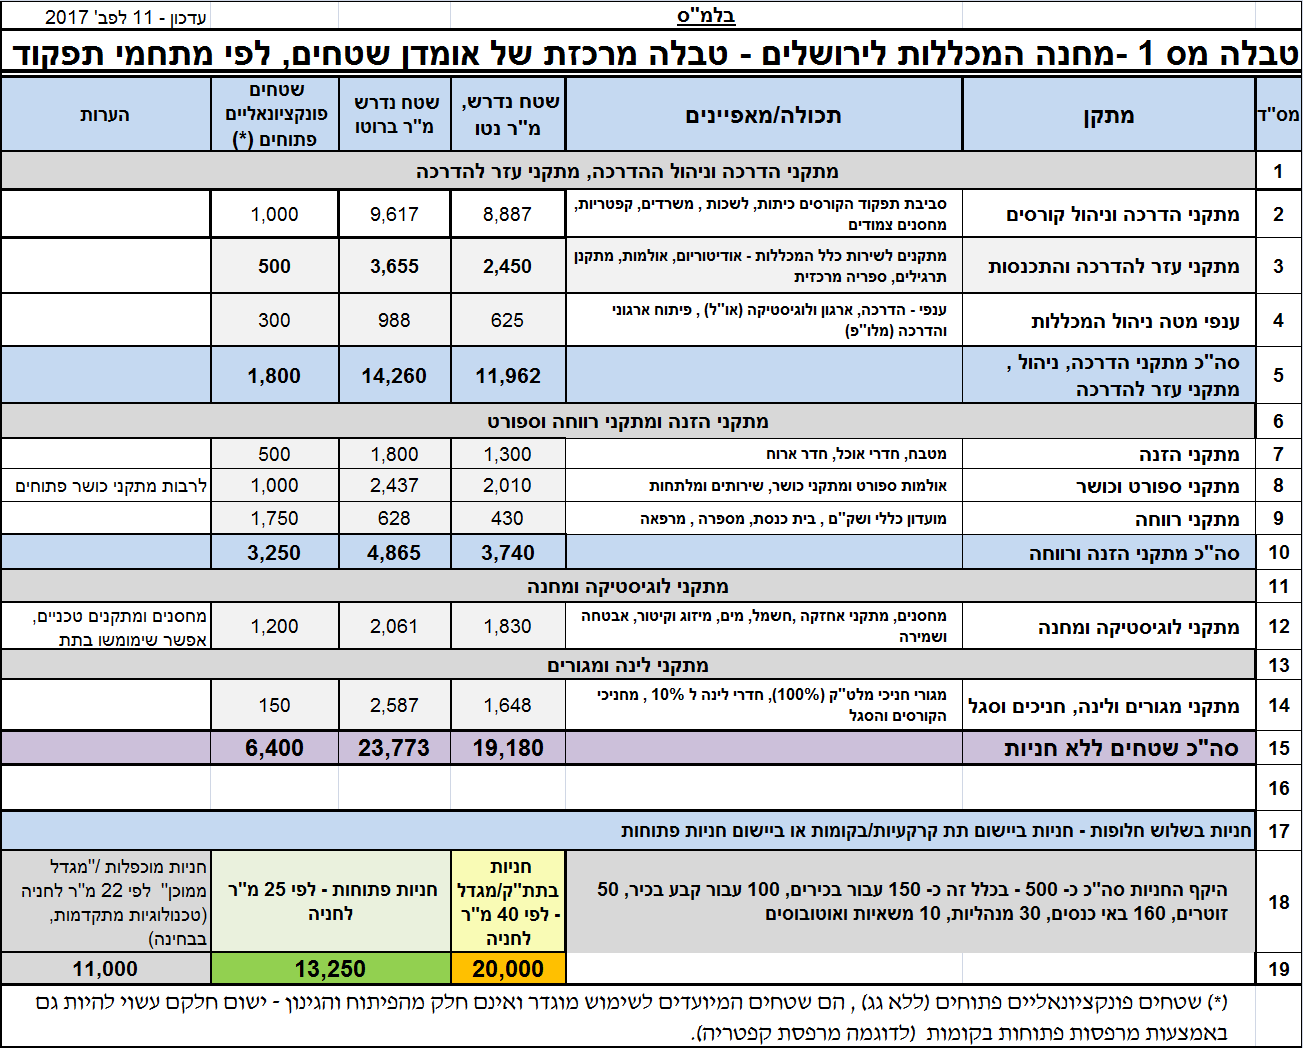 בלמ"ס
עדכון - 11 לפב' 2017
טבלה מס 1 -מחנה המכללות לירושלים - טבלה מרכזת של אומדן שטחים, לפי מתחמי תפקוד
מס"ד מתקן תכולה/מאפיינים שטח נדרש, מ"ר נטו שטח נדרש מ"ר ברוטו שטחים פונקציונאליים פתוחים (*) הערות
1 מתקני הדרכה וניהול ההדרכה, מתקני עזר להדרכה
2 מתקני הדרכה וניהול קורסים סביבת תפקוד הקורסים כיתות, לשכות , משרדים, קפטריות, מחסנים צמודים 8,887 9,617 1,000
3 מתקני עזר להדרכה והתכנסות מתקנים לשירות כלל המכללות - אודיטוריום, אולמות, מתקנן תרגילים, ספריה מרכזית 2,450 3,655 500
4 ענפי מטה ניהול המכללות ענפי - הדרכה, ארגון ולוגיסטיקה (או"ל) , פיתוח ארגוני והדרכה (מלו"פ) 625 988 300
5 סה"כ מתקני הדרכה, ניהול , מתקני עזר להדרכה 11,962 14,260 1,800
6 מתקני הזנה ומתקני רווחה וספורט
7 מתקני הזנה מטבח, חדרי אוכל, חדר ארוח 1,300 1,800 500
8 מתקני ספורט וכושר אולמות ספורט ומתקני כושר, שירותים ומלתחות 2,010 2,437 1,000 לרבות מתקני כושר פתוחים
9 מתקני רווחה מועדון כללי ושק"ם , בית כנסת, מספרה , מרפאה 430 628 1,750
10 סה"כ מתקני הזנה ורווחה 3,740 4,865 3,250
11 מתקני לוגיסטיקה ומחנה
12 מתקני לוגיסטיקה ומחנה מחסנים, מתקני אחזקה ,חשמל, מים, מיזוג וקיטור, אבטחה ושמירה 1,830 2,061 1,200 מחסנים ומתקנים טכניים, אפשר שימומשו בתת
13 מתקני לינה ומגורים
14 מתקני מגורים ולינה, חניכים וסגל מגורי חניכי מלט"ק (100%), חדרי לינה ל 10% , מחניכי הקורסים והסגל 1,648 2,587 150
15 סה"כ שטחים ללא חניות 19,180 23,773 6,400
16
17 חניות בשלוש חלופות - חניות ביישום תת קרקעיות/בקומות או ביישום חניות פתוחות
18 היקף החניות סה"כ כ- 500 - בכלל זה כ- 150 עבור בכירים, 100 עבור קבע בכיר, 50 זוטרים, 160 באי כנסים, 30 מנהליות, 10 משאיות ואוטובוסים חניות בתת"ק/מגדל - לפי 40 מ"ר לחניה חניות פתוחות - לפי 25 מ"ר לחניה חניות מוכפלות /"מגדל ממוכן" לפי 22 מ"ר לחניה (טכנולוגיות מתקדמות, בבחינה)
19 20,000 13,250 11,000
(*) שטחים פונקציונאליים פתוחים (ללא גג) , הם שטחים המיועדים לשימוש מוגדר ואינם חלק מהפיתוח והגינון - ישום חלקם עשוי להיות גם
באמצעות מרפסות פתוחות בקומות (לדוגמה מרפסת קפטריה).